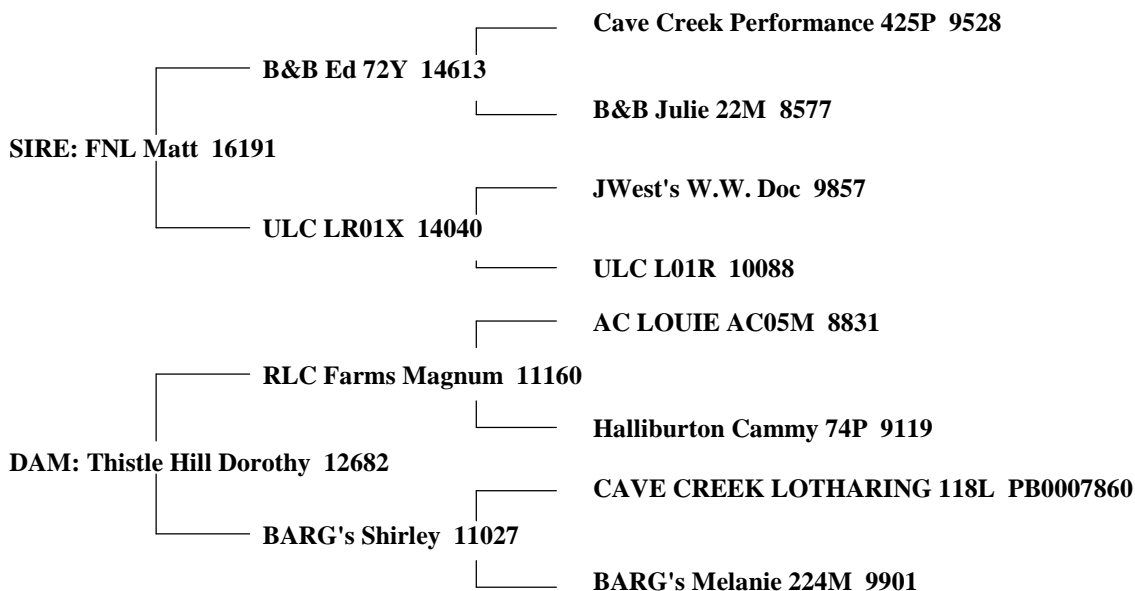 Cave Creek Performance 425P 9528
B&B Ed 72Y 14613
B&B Julie 22M 8577
SIRE: FNL Matt 16191
JWest's W.W. Doc 9857
ULC LR01X 14040
ULC L01R 10088
AC LOUIE AC05M 8831
RLC Farms Magnum 11160
Halliburton Cammy 74P 9119
DAM: Thistle Hill Dorothy 12682
CAVE CREEK LOTHARING 118L PB0007860
BARG's Shirley 11027
BARG's Melanie 224M 9901